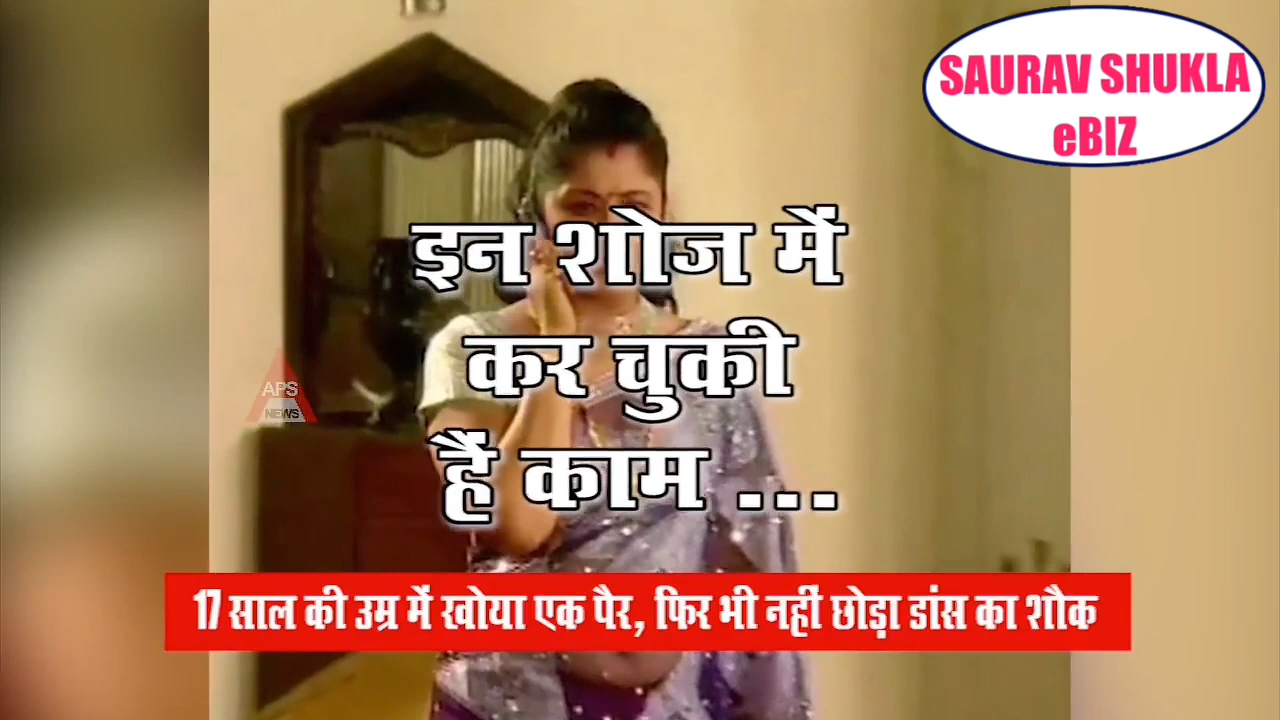 SAURAV SHUKLA
eBIZ
इन शोज में
कर चुकी
हैं काम ...
APS
NEWS
17 साल की उम्र में खोया एक पैर, फिर भी नहीं छोड़ा डांस का शौक